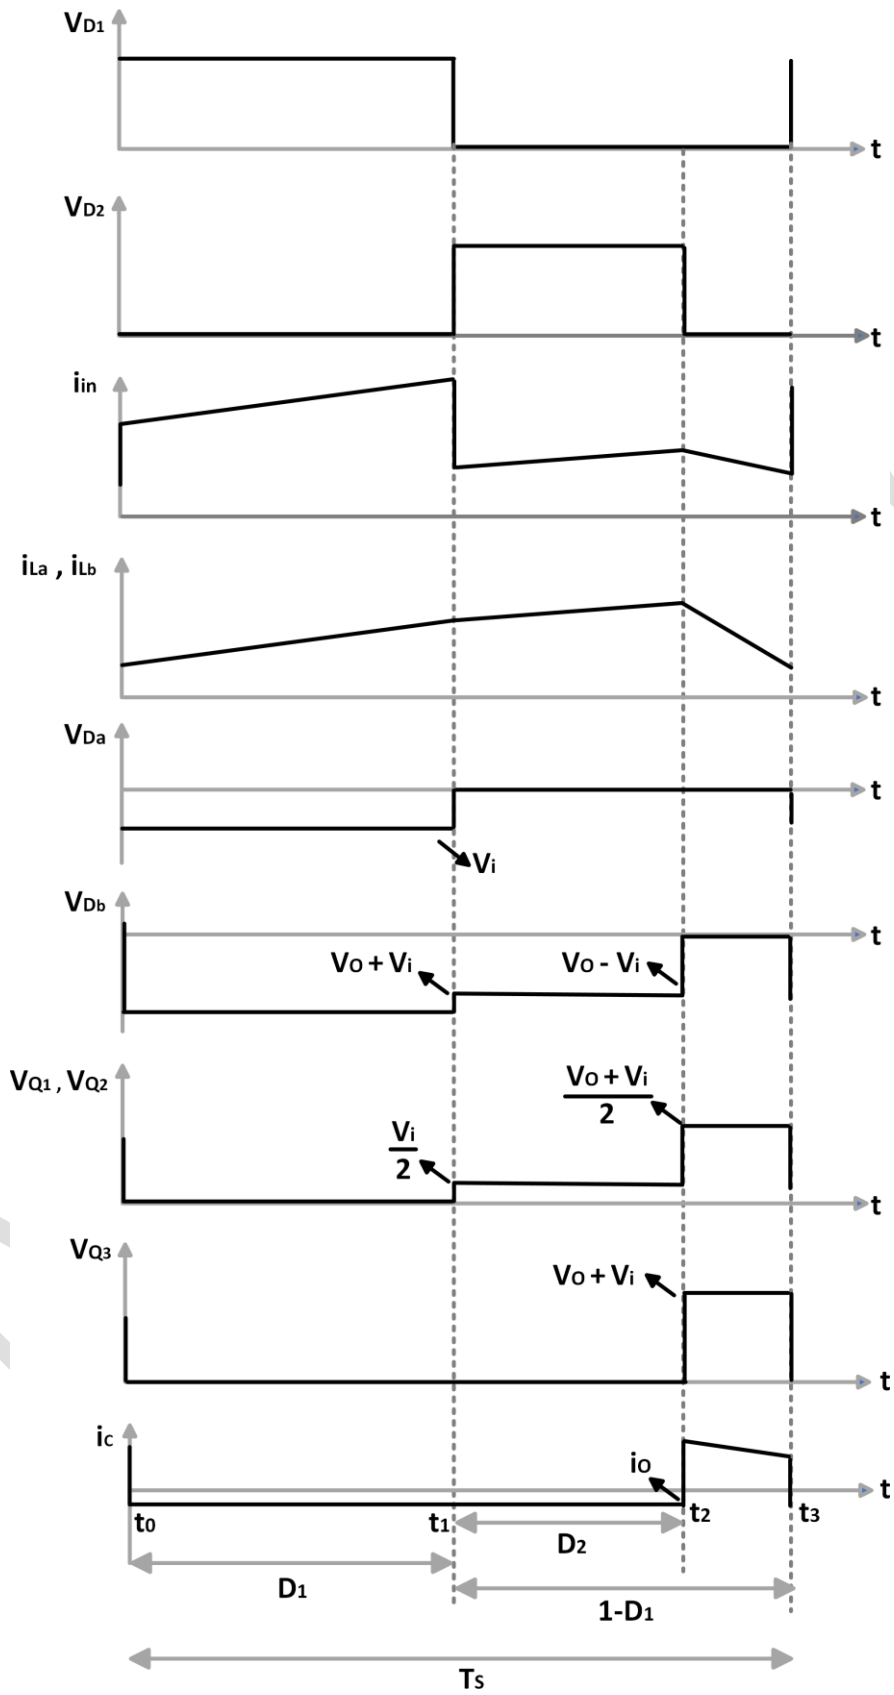 VD1
t
VD2
t
iin
t
iLa , iLb
t
VDa
t
Vi
VDb
t
VO + Vi
VO - Vi
VQ1 , VQ2
VO + Vi
2
Vi
2
t
VQ3
VO + Vi
t
ic
iO
t
t0
t1
t2
t3
D2
D1
1-D1
TS